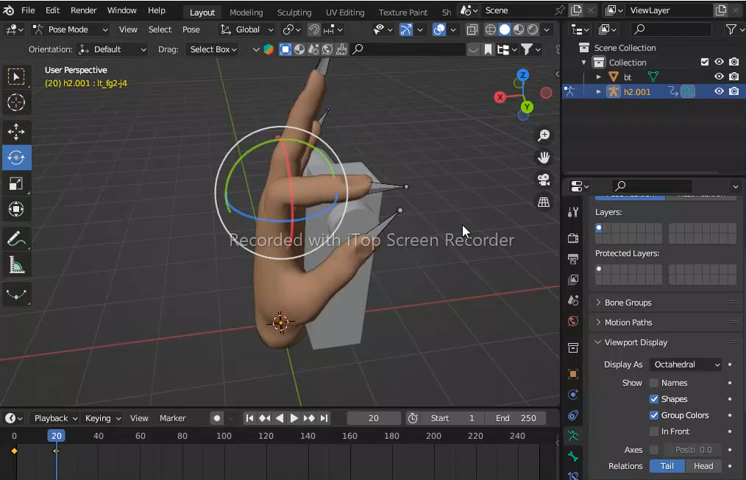 File Edit Render Window Help Layout Modeling Sculpting UV Editing Texture Paint Sh Scene ViewLayer
Pose Mode View Select Pose Global
Orientation: Default Drag: Select Box
User Perspective
(20) h2.001 : lt_fg2-j4
Z
X
Y
Recorded with iTop Screen Recorder
Scene Collection
Collection
bt
h2.001
Layers:
Protected Layers:
Bone Groups
Motion Paths
Viewport Display
Display As Octahedral
Show Names
Shapes
Group Colors
In Front
Axes Positi 0.0
Relations Tail Head
Playback Keying View Marker 20 Start 1 End 250
0 20 40 60 80 100 120 140 160 180 200 220 240